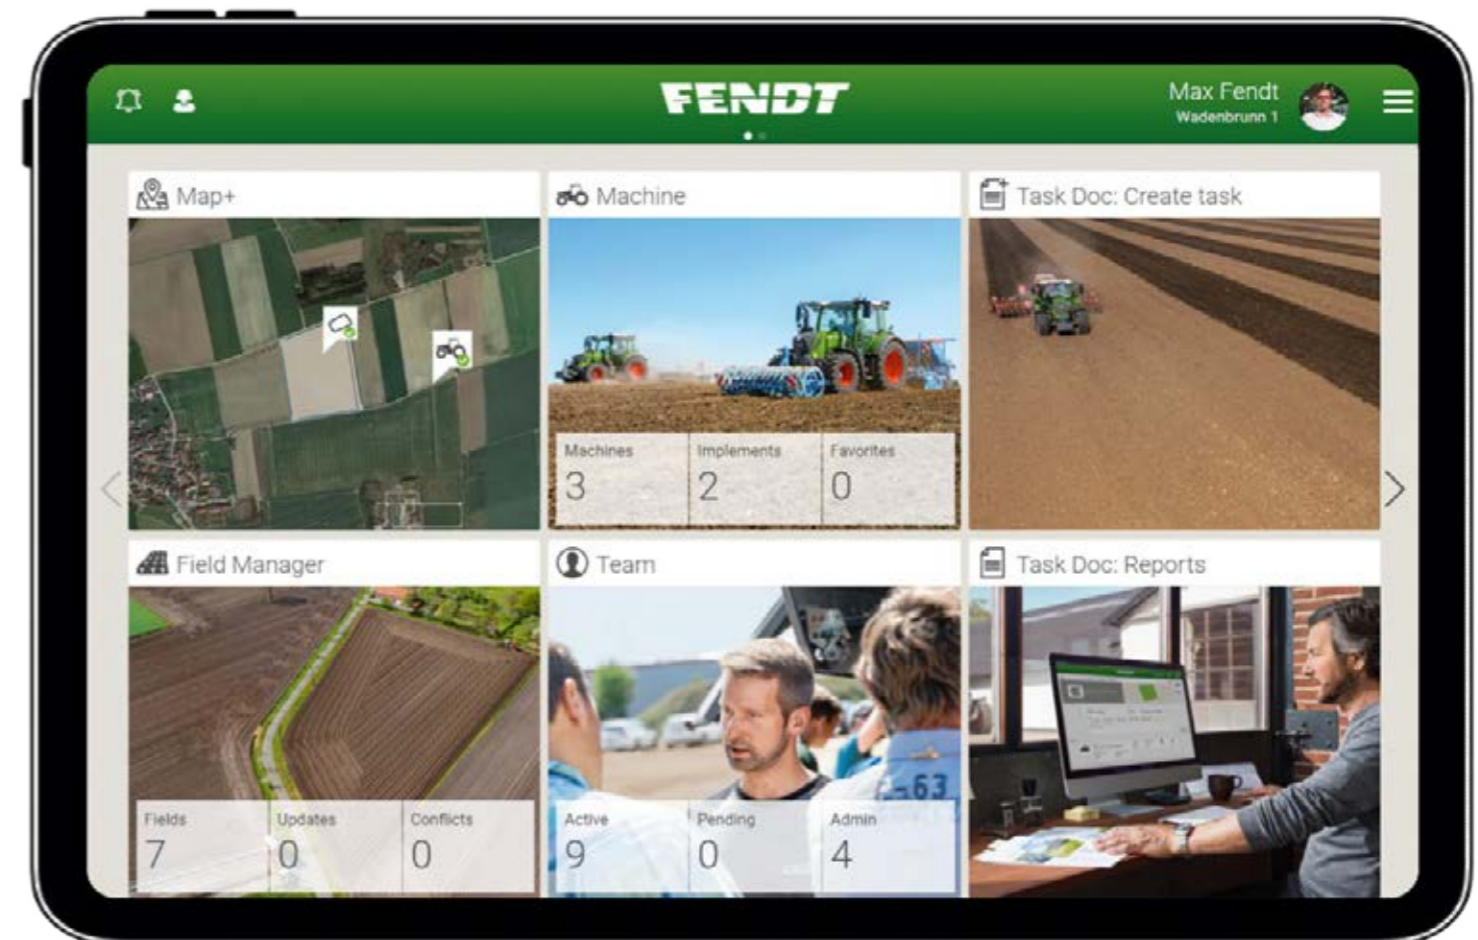 FENDT
Max Fendt
Wadenbrunn 1
Map+
Machine
Task Doc: Create task
Machines
Implements
Favorites
3
2
0
Field Manager
Team
Task Doc: Reports
63
Fields
Updates
Conflicts
Active
Pending
Admin
7
0
0
9
0
4